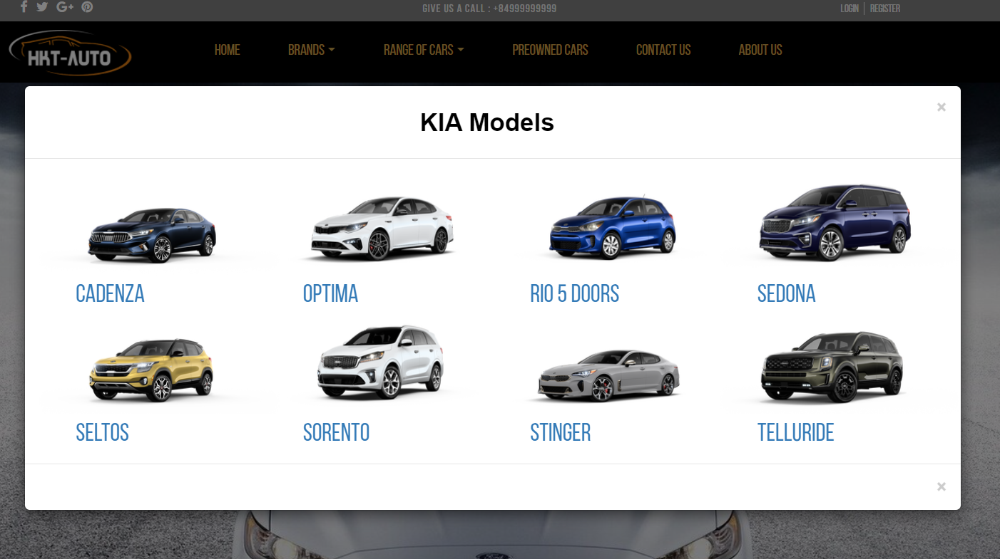 GIVE US A CALL : +84999999999
LOGIN | REGISTER
HKT-AUTO
HOME BRANDS RANGE OF CARS PREOWNED CARS CONTACT US ABOUT US
KIA Models
×
CADENZA OPTIMA RIO 5 DOORS SEDONA
SELTOS SORENTO STINGER TELLURIDE
×
Ford